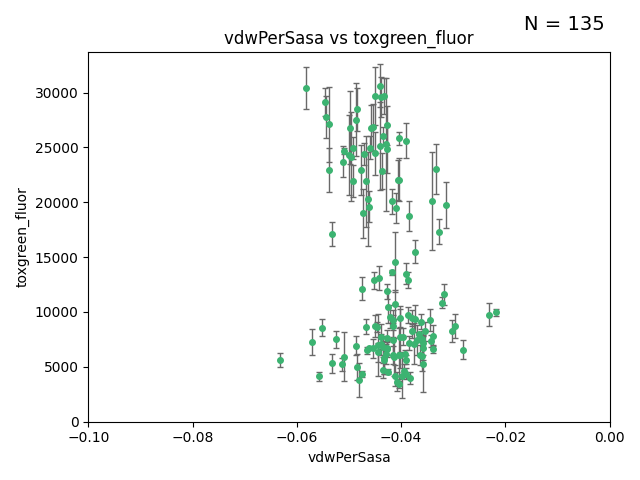 N = 135
vdwPerSasa vs toxgreen_fluor
toxgreen_fluor
30000
25000
20000
15000
10000
5000
0
−0.10 −0.08 −0.06 −0.04 −0.02 0.00
vdwPerSasa